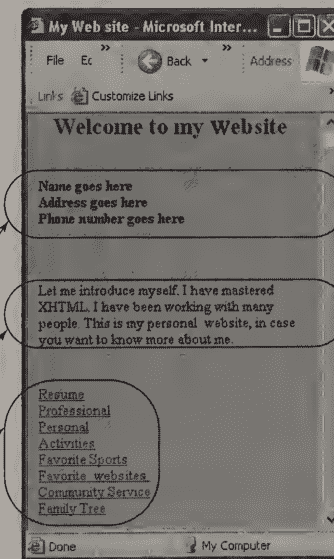 My Web site - Microsoft Inter...
File Ec » Back » Address
Links Customize Links
Welcome to my Website
Name goes here
Address goes here
Phone number goes here
Let me introduce myself. I have mastered
XHTML. I have been working with many
people. This is my personal website, in case
you want to know more about me.
Resume
Professional
Personal
Activities
Favorite Sports
Favorite websites
Community Service
Family Tree
Done My Computer